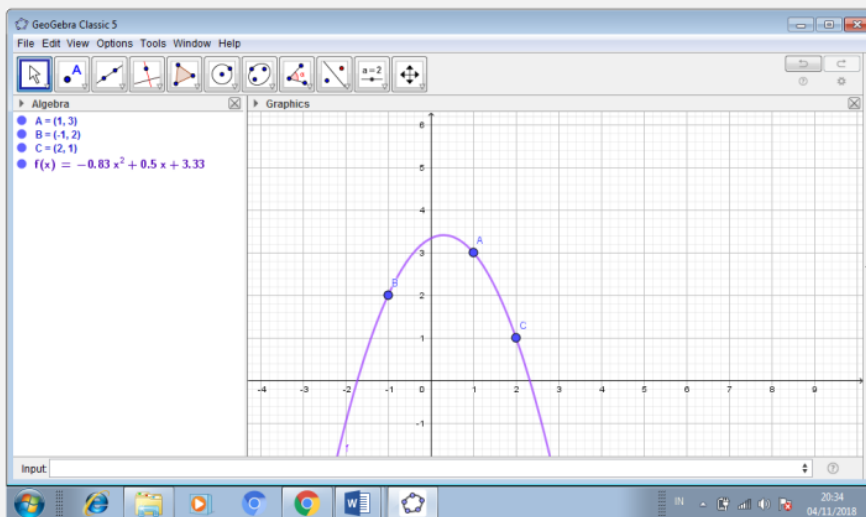 GeoGebra Classic 5
File Edit View Options Tools Window Help
A
α
a=2
Algebra
Graphics
A = (1, 3)
B = (-1, 2)
C = (2, 1)
f(x) = −0.83 x² + 0.5 x + 3.33
6
5
4
3
2
1
-1
-4 -3 -2 -1 0 1 2 3 4 5 6 7 8 9
A
B
C
f
Input:
W
IN
20:34
04/11/2018